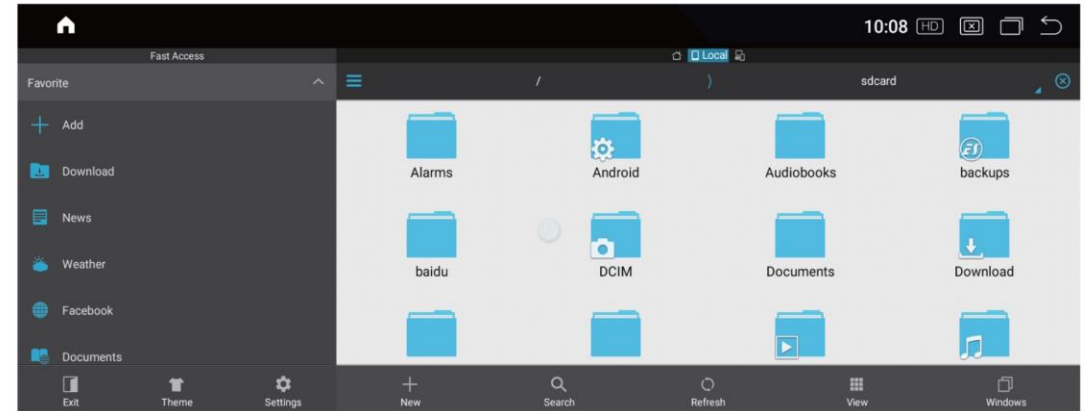 10:08 HD
Fast Access
Local
Favorite
/
sdcard
Add
Download
News
Weather
Facebook
Documents
Alarms
Android
Audiobooks
backups
baidu
DCIM
Documents
Download
Exit
Theme
Settings
New
Search
Refresh
View
Windows